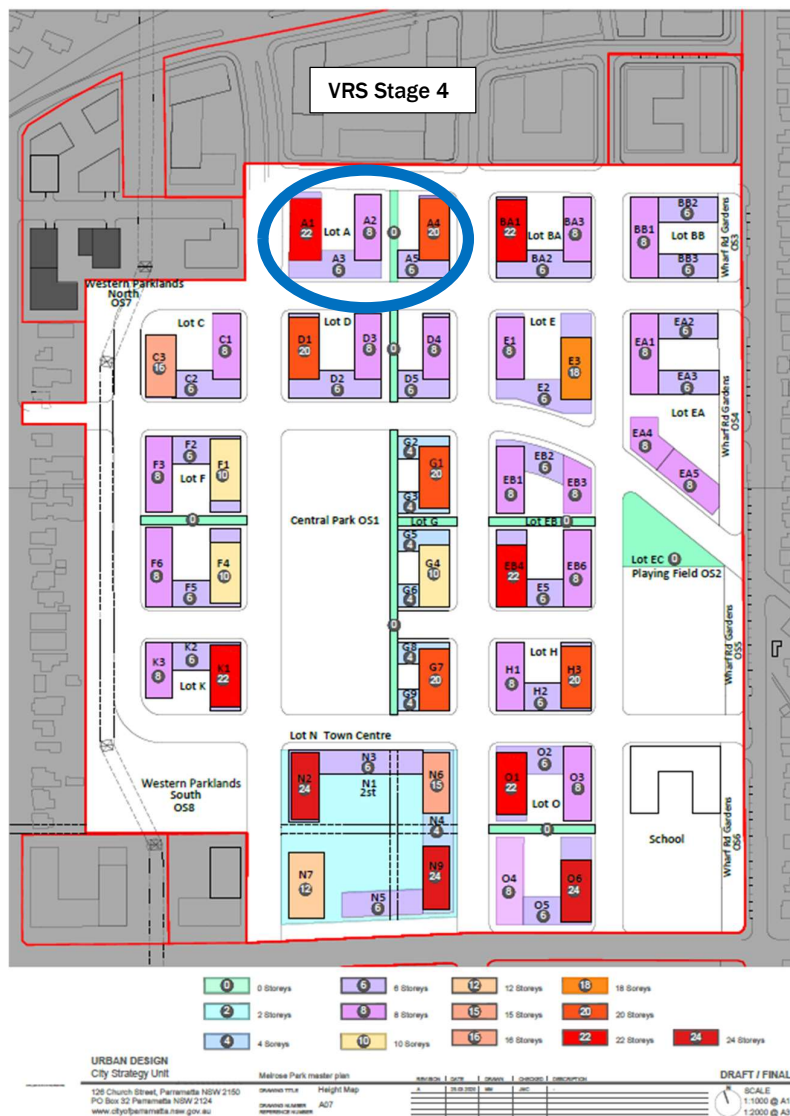 VRS Stage 4
A1
22
Lot A
A2
8
0
A4
20
A3
6
A5
6
BA1
22
BA3
8
Lot BA
BA2
6
BB2
6
BB1
8
Lot BB
BB3
6
Wharf Rd Gardens
OS3
Western Parklands
North
OS7
Lot C
C1
8
C3
16
C2
6
Lot D
D1
20
D3
8
0
D4
8
D2
6
D5
6
Lot E
E1
8
E3
18
E2
6
EA2
6
EA1
8
EA3
6
Lot EA
EA4
8
EA5
8
Wharf Rd Gardens
OS4
F2
6
F3
8
F1
10
Lot F
0
F6
8
F4
10
F5
6
Central Park OS1
G2
4
G1
20
G3
4
Lot G
G5
4
G4
10
G6
4
0
G8
4
G7
20
G9
4
EB2
6
EB1
8
EB3
8
Lot EB 0
EB4
22
EB6
8
E5
6
Lot EC 0
Playing Field OS2
Wharf Rd Gardens
OS5
K2
6
K3
8
K1
22
Lot K
Lot H
H1
8
H3
20
H2
6
Lot N Town Centre
N3
6
N2
24
N1
2st
N6
15
N4
4
N7
12
N9
24
N5
6
Western Parklands
South
OS8
O2
6
O1
22
O3
8
Lot O
0
O4
8
O6
24
O5
6
School
Wharf Rd Gardens
OS6
0 0 Storeys
6 6 Storeys
12 12 Storeys
18 18 Soreys
2 2 Storeys
8 8 Storeys
15 15 Storeys
20 20 Storeys
4 4 Storeys
10 10 Storeys
16 16 Storeys
22 22 Storeys
24 24 Storeys
URBAN DESIGN
City Strategy Unit
126 Church Street, Parramatta NSW 2150
PO Box 32 Parramatta NSW 2124
www.cityofparramatta.nsw.gov.au
Melrose Park master plan
DRAWING TITLE Height Map
DRAWING NUMBER A07
REFERENCE NUMBER
REVISION DATE DRAWN CHECKED DESCRIPTION
A
DRAFT / FINAL
SCALE
1:1000 @ A1
1:2000 @ A3